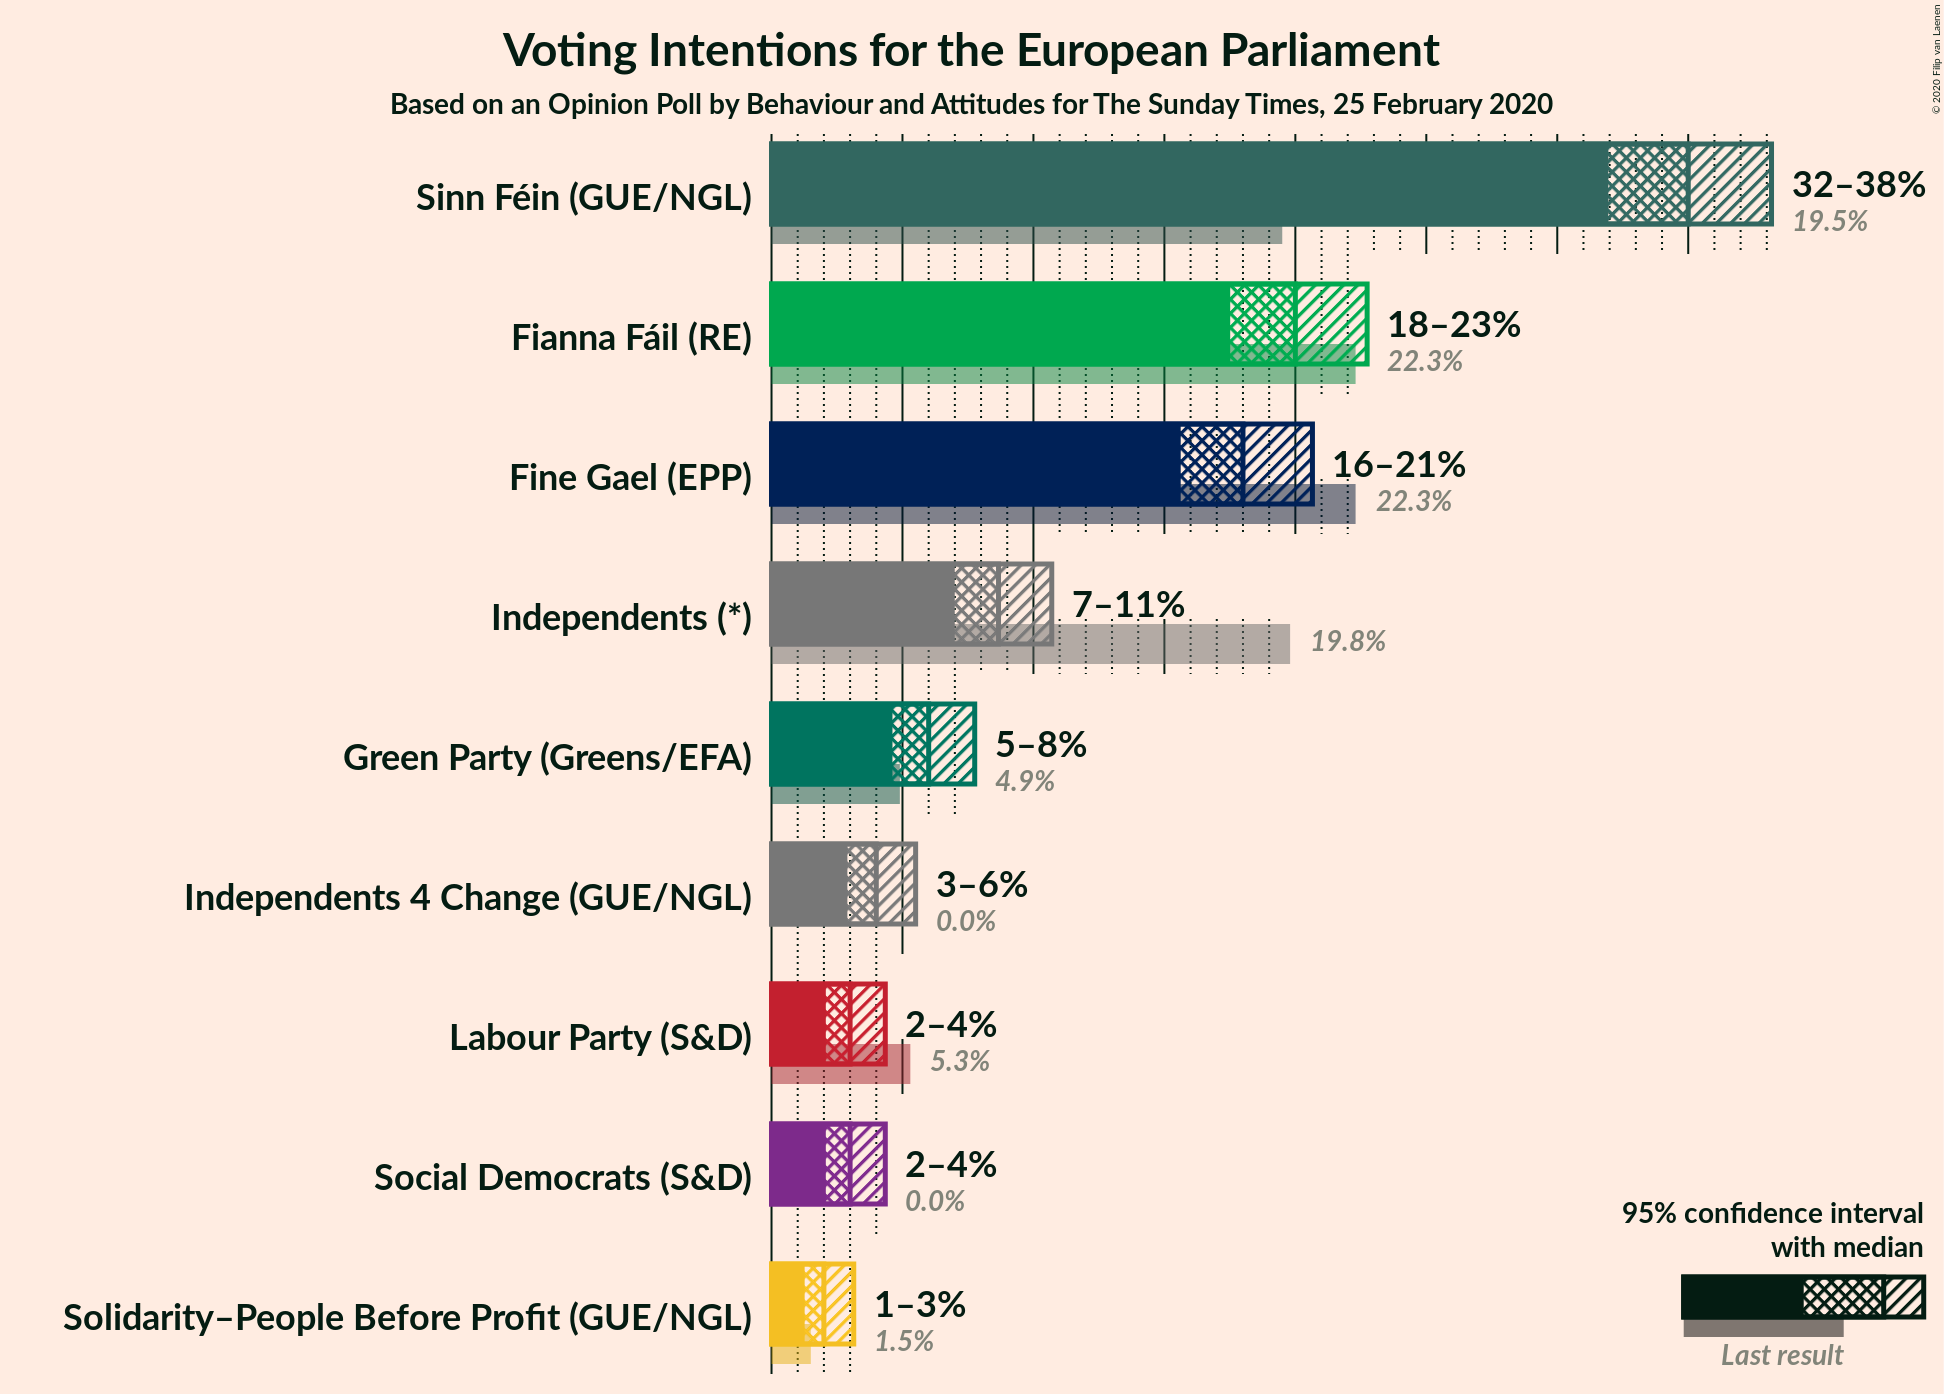 Voting Intentions for the European Parliament
Based on an Opinion Poll by Behaviour and Attitudes for The Sunday Times, 25 February 2020
© 2020 Filip van Laenen
Sinn Féin (GUE/NGL)
32–38%
19.5%
Fianna Fáil (RE)
18–23%
22.3%
Fine Gael (EPP)
16–21%
22.3%
Independents (*)
7–11%
19.8%
Green Party (Greens/EFA)
5–8%
4.9%
Independents 4 Change (GUE/NGL)
3–6%
0.0%
Labour Party (S&D)
2–4%
5.3%
Social Democrats (S&D)
2–4%
0.0%
Solidarity–People Before Profit (GUE/NGL)
1–3%
1.5%
95% confidence interval
with median
Last result